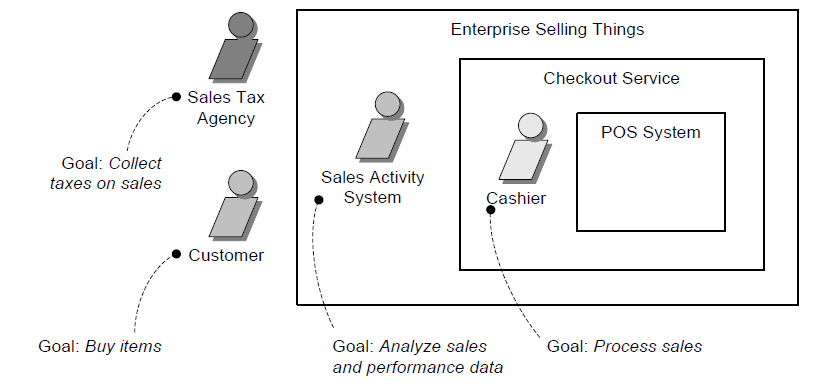 Enterprise Selling Things
Checkout Service
POS System
Sales Tax
Agency
Goal: Collect
taxes on sales
Sales Activity
System
Cashier
Customer
Goal: Buy items
Goal: Analyze sales
and performance data
Goal: Process sales